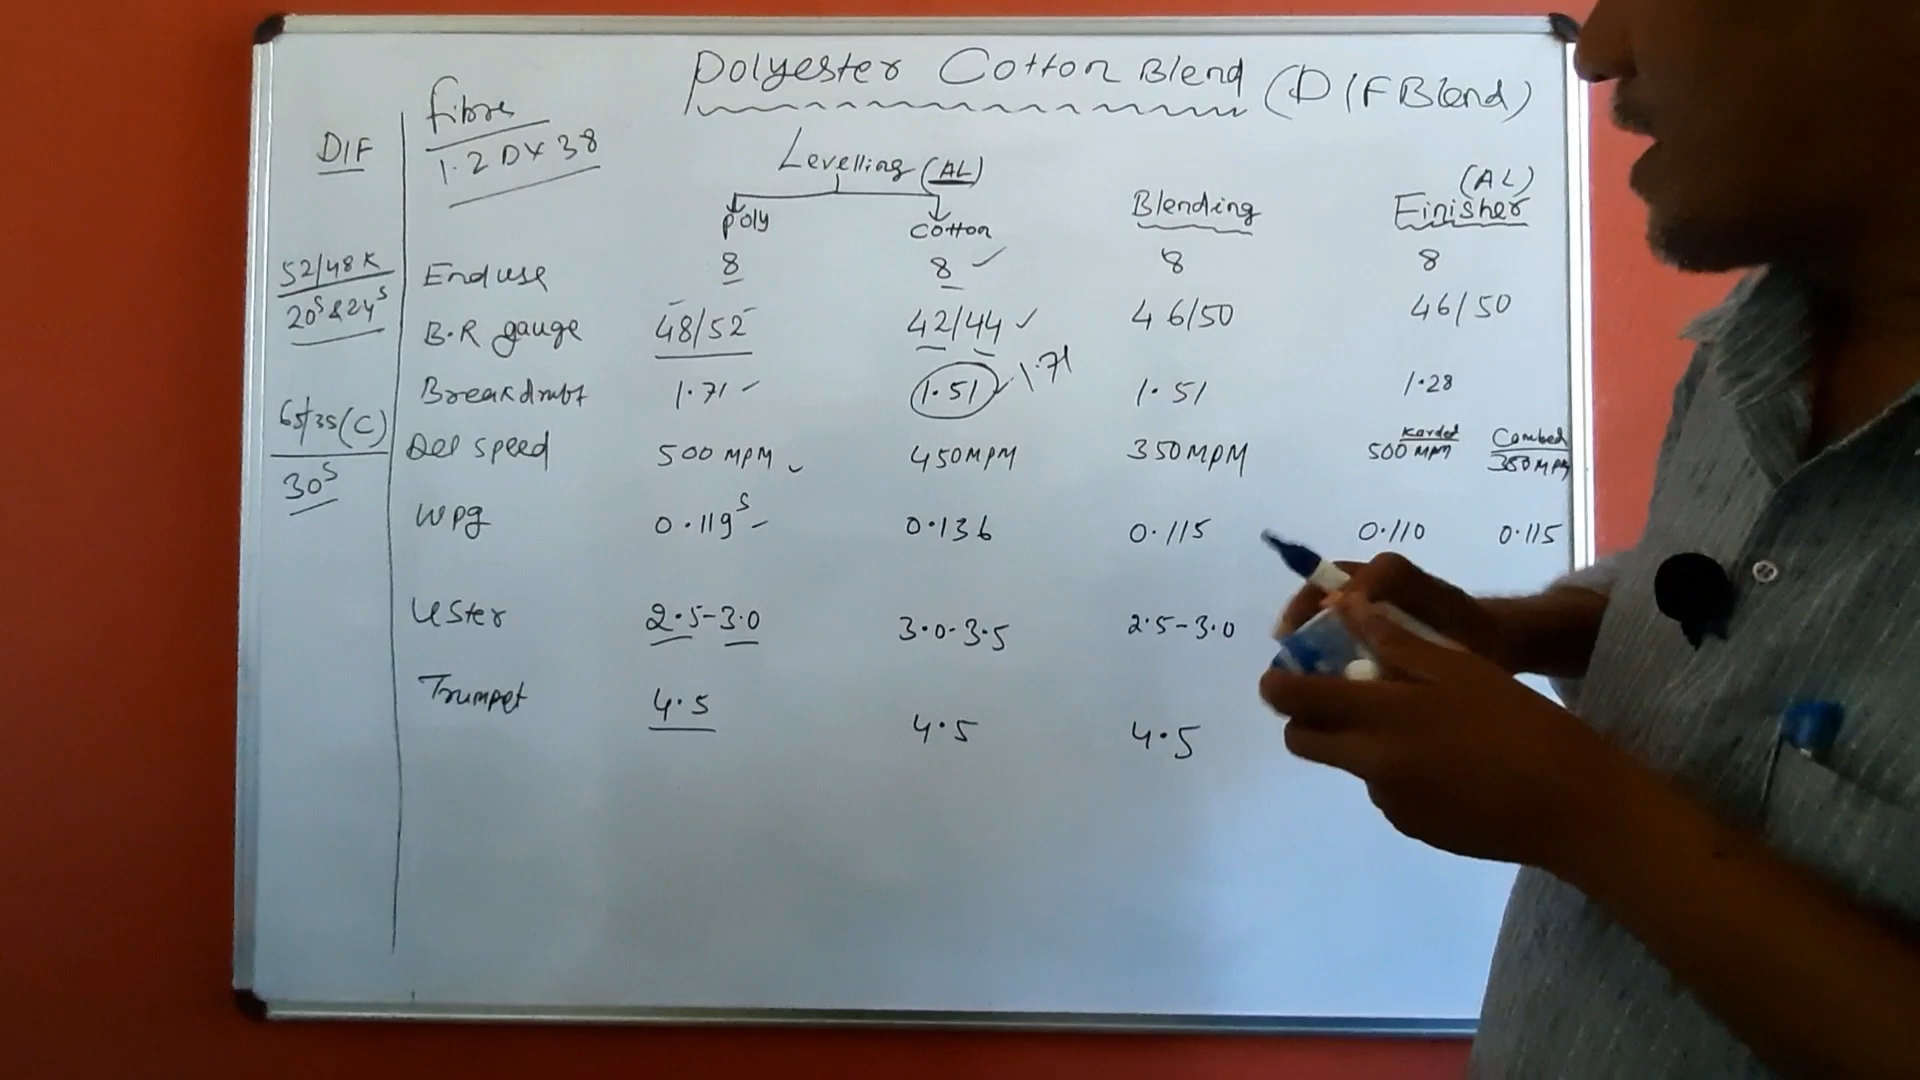 Polyester Cotton Blend (D/F Blend)
D/F
Fibre
1.2 D x 38
Levelling (AL)
Poly
Cotton
Blending
(AL)
Finisher
52/48 K
20s & 24s
65/35 (C)
30s
End use 8 8 8 8
B.R gauge 48/52 42/44 46/50 46/50
Break draft 1.71 1.51 1.71 1.51 1.28
Del speed 500 MPM 450 MPM 350 MPM Karded 500 MPM Combed 350 MPM
Wpg 0.119s 0.136 0.115 0.110 0.115
Uster 2.5-3.0 3.0-3.5 2.5-3.0
Trumpet 4.5 4.5 4.5